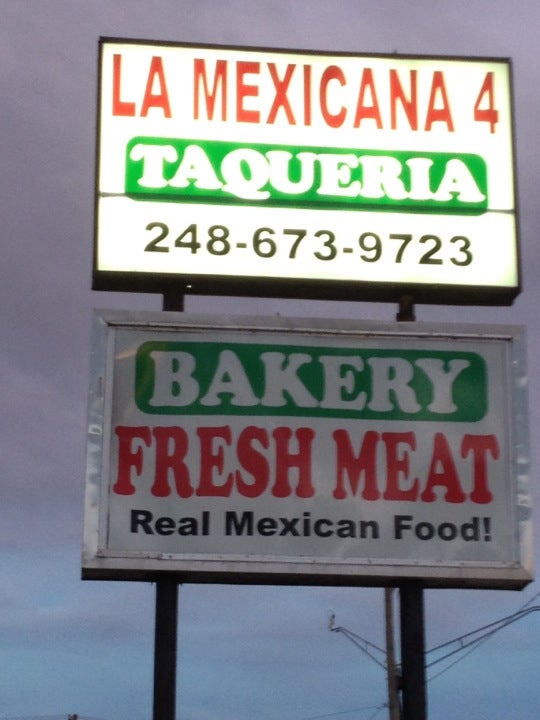 LA MEXICANA 4
TAQUERIA
248-673-9723
BAKERY
FRESH MEAT
Real Mexican Food!